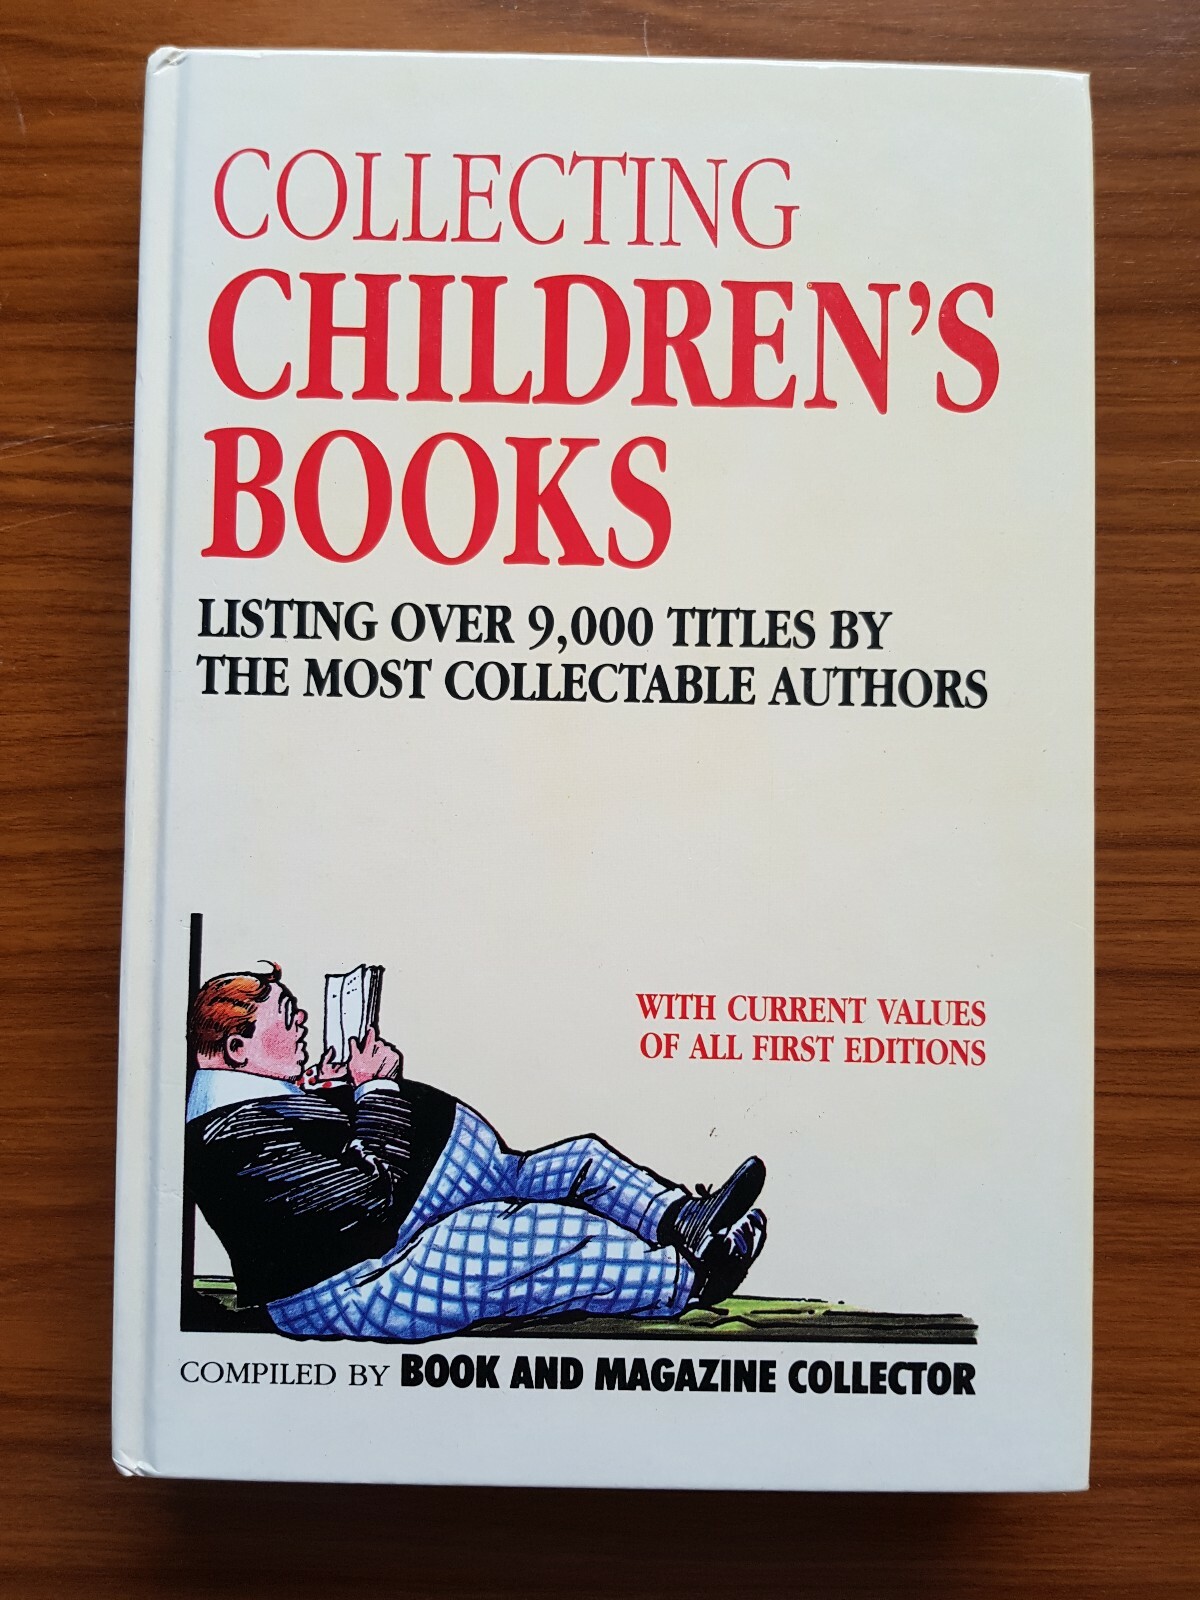 COLLECTING
CHILDREN'S
BOOKS
LISTING OVER 9,000 TITLES BY
THE MOST COLLECTABLE AUTHORS
WITH CURRENT VALUES
OF ALL FIRST EDITIONS
COMPILED BY BOOK AND MAGAZINE COLLECTOR